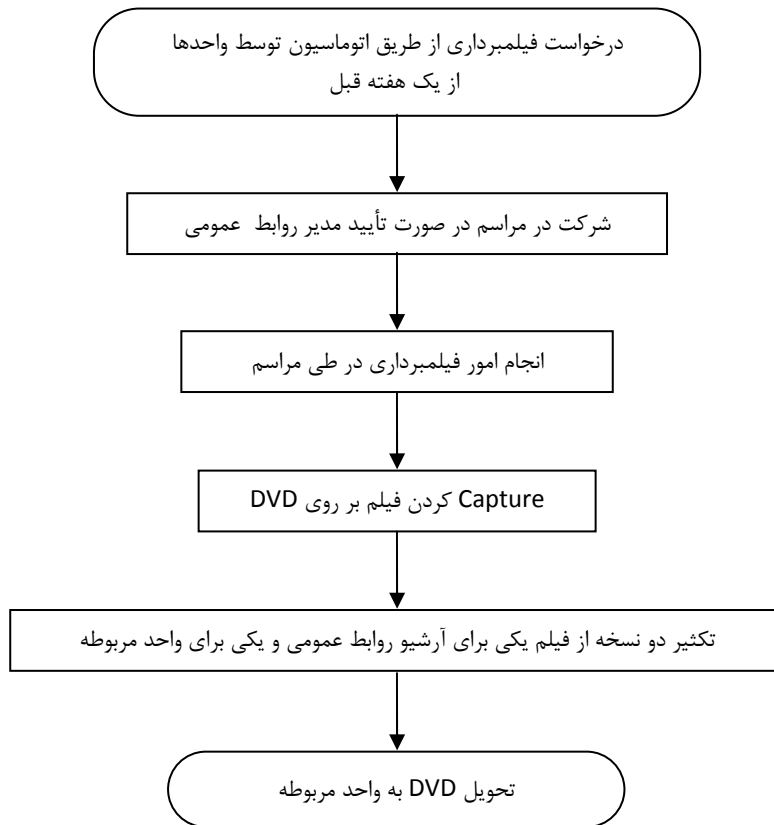 درخواست فیلمبرداری از طریق اتوماسیون توسط واحدها
از یک هفته قبل
شرکت در مراسم در صورت تأیید مدیر روابط عمومی
انجام امور فیلمبرداری در طی مراسم
Capture کردن فیلم بر روی DVD
تکثیر دو نسخه از فیلم یکی برای آرشیو روابط عمومی و یکی برای واحد مربوطه
تحویل DVD به واحد مربوطه